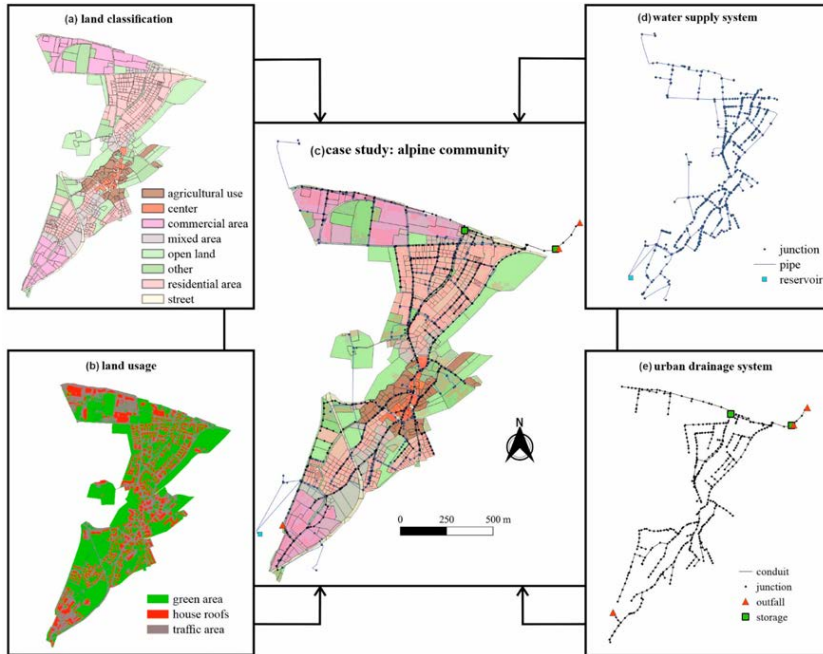 (a) land classification
agricultural use
center
commercial area
mixed area
open land
other
residential area
street
(b) land usage
green area
house roofs
traffic area
(c) case study: alpine community
N
0 250 500 m
(d) water supply system
junction
pipe
reservoir
(e) urban drainage system
conduit
junction
outfall
storage